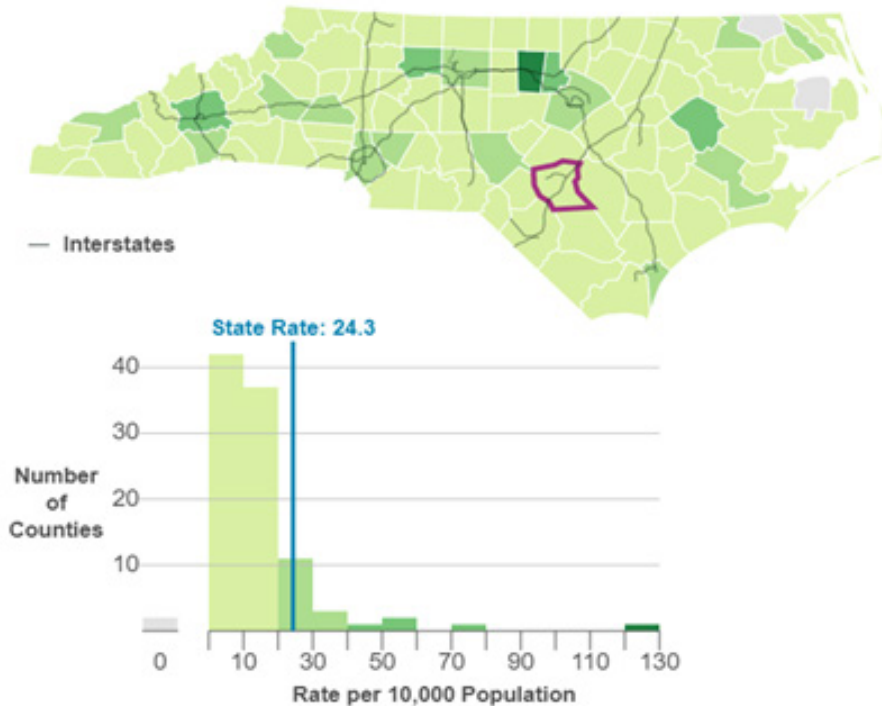 — Interstates
State Rate: 24.3
40
30
20
10
Number
of
Counties
0 10 30 50 70 90 110 130
Rate per 10,000 Population